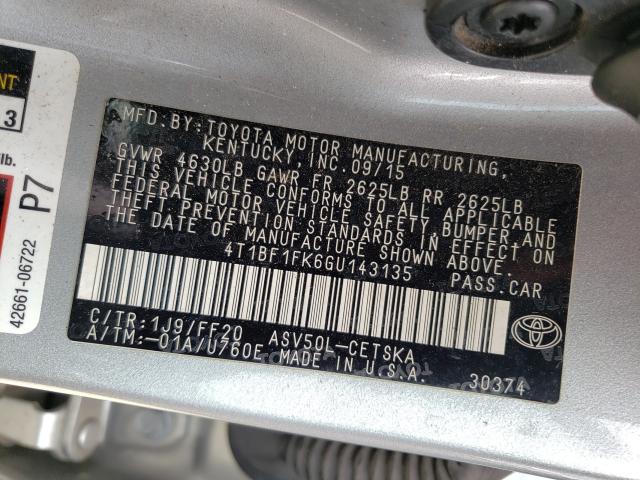 NT
3
lb.
P7
42661-06722
MFD. BY: TOYOTA MOTOR MANUFACTURING,
KENTUCKY, INC. 09/15
GVWR 4630LB GAWR FR 2625LB RR 2625LB
THIS VEHICLE CONFORMS TO ALL APPLICABLE
FEDERAL MOTOR VEHICLE SAFETY, BUMPER AND
THEFT PREVENTION STANDARDS IN EFFECT ON
THE DATE OF MANUFACTURE SHOWN ABOVE.
4T1BF1FK6GU143135 PASS.CAR
C/TR:1J9/FF20 ASV50L-CETSKA
A/TM:-01A/U760E MADE IN U.S.A. 30374